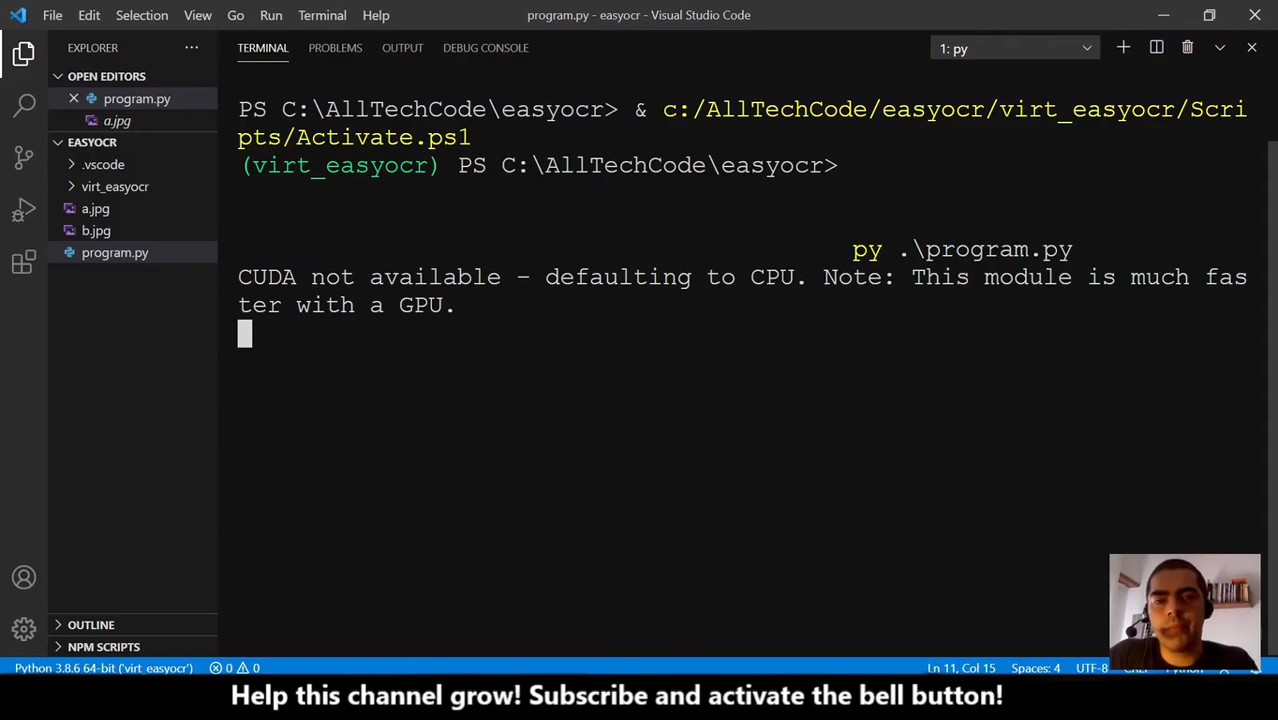 File Edit Selection View Go Run Terminal Help
program.py - easyocr - Visual Studio Code
EXPLORER
OPEN EDITORS
program.py
a.jpg
EASYOCR
.vscode
virt_easyocr
a.jpg
b.jpg
program.py
OUTLINE
NPM SCRIPTS
TERMINAL PROBLEMS OUTPUT DEBUG CONSOLE
1: py
PS C:\AllTechCode\easyocr> & c:/AllTechCode/easyocr/virt_easyocr/Scri
pts/Activate.ps1
(virt_easyocr) PS C:\AllTechCode\easyocr>
py .\program.py
CUDA not available - defaulting to CPU. Note: This module is much fas
ter with a GPU.
Python 3.8.6 64-bit ('virt_easyocr') 0 0 Ln 11, Col 15 Spaces: 4 UTF-8
Help this channel grow! Subscribe and activate the bell button!